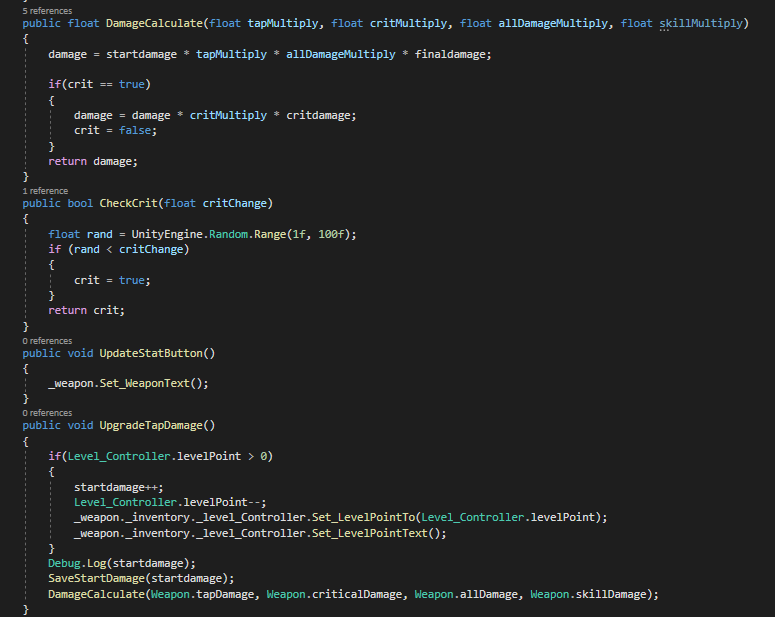 5 references
public float DamageCalculate(float tapMultiply, float critMultiply, float allDamageMultiply, float skillMultiply)
{
damage = startdamage * tapMultiply * allDamageMultiply * finaldamage;
if(crit == true)
{
damage = damage * critMultiply * critdamage;
crit = false;
}
return damage;
}
1 reference
public bool CheckCrit(float critChange)
{
float rand = UnityEngine.Random.Range(1f, 100f);
if (rand < critChange)
{
crit = true;
}
return crit;
}
0 references
public void UpdateStatButton()
{
_weapon.Set_WeaponText();
}
0 references
public void UpgradeTapDamage()
{
if(Level_Controller.levelPoint > 0)
{
startdamage++;
Level_Controller.levelPoint--;
_weapon._inventory._level_Controller.Set_LevelPointTo(Level_Controller.levelPoint);
_weapon._inventory._level_Controller.Set_LevelPointText();
}
Debug.Log(startdamage);
SaveStartDamage(startdamage);
DamageCalculate(Weapon.tapDamage, Weapon.criticalDamage, Weapon.allDamage, Weapon.skillDamage);
}